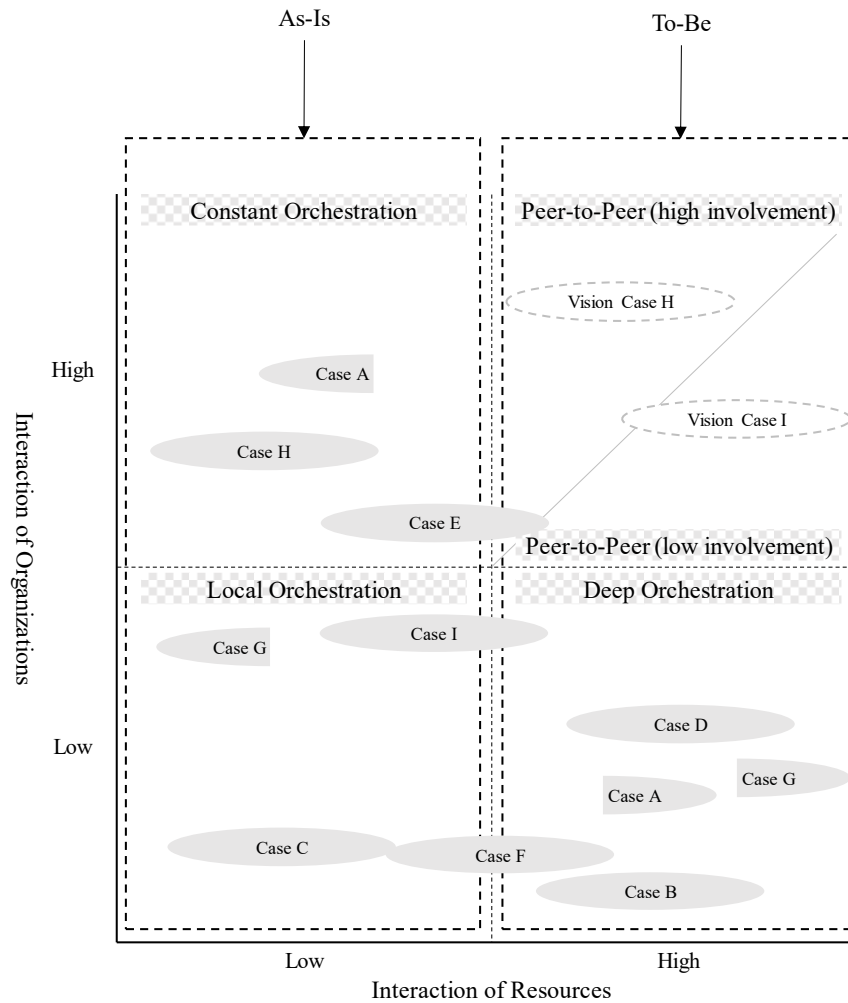 As-Is
To-Be
Constant Orchestration
Peer-to-Peer (high involvement)
Vision Case H
High
Case A
Vision Case I
Case H
Case E
Interaction of Organizations
Peer-to-Peer (low involvement)
Local Orchestration
Deep Orchestration
Case I
Case G
Case D
Low
Case G
Case A
Case C
Case F
Case B
Low
High
Interaction of Resources